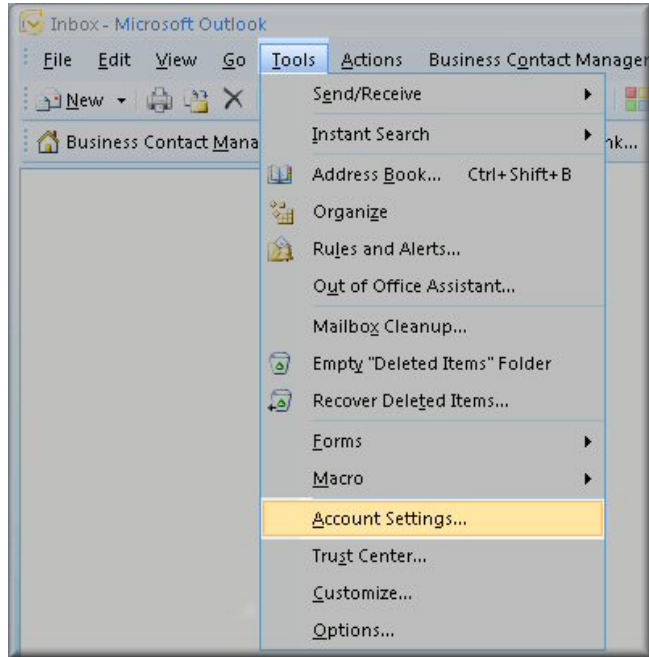 Inbox - Microsoft Outlook
File Edit View Go Tools Actions Business Contact Manager
New
Business Contact Mana
nk...
Send/Receive
Instant Search
Address Book... Ctrl+Shift+B
Organize
Rules and Alerts...
Out of Office Assistant...
Mailbox Cleanup...
Empty "Deleted Items" Folder
Recover Deleted Items...
Forms
Macro
Account Settings...
Trust Center...
Customize...
Options...